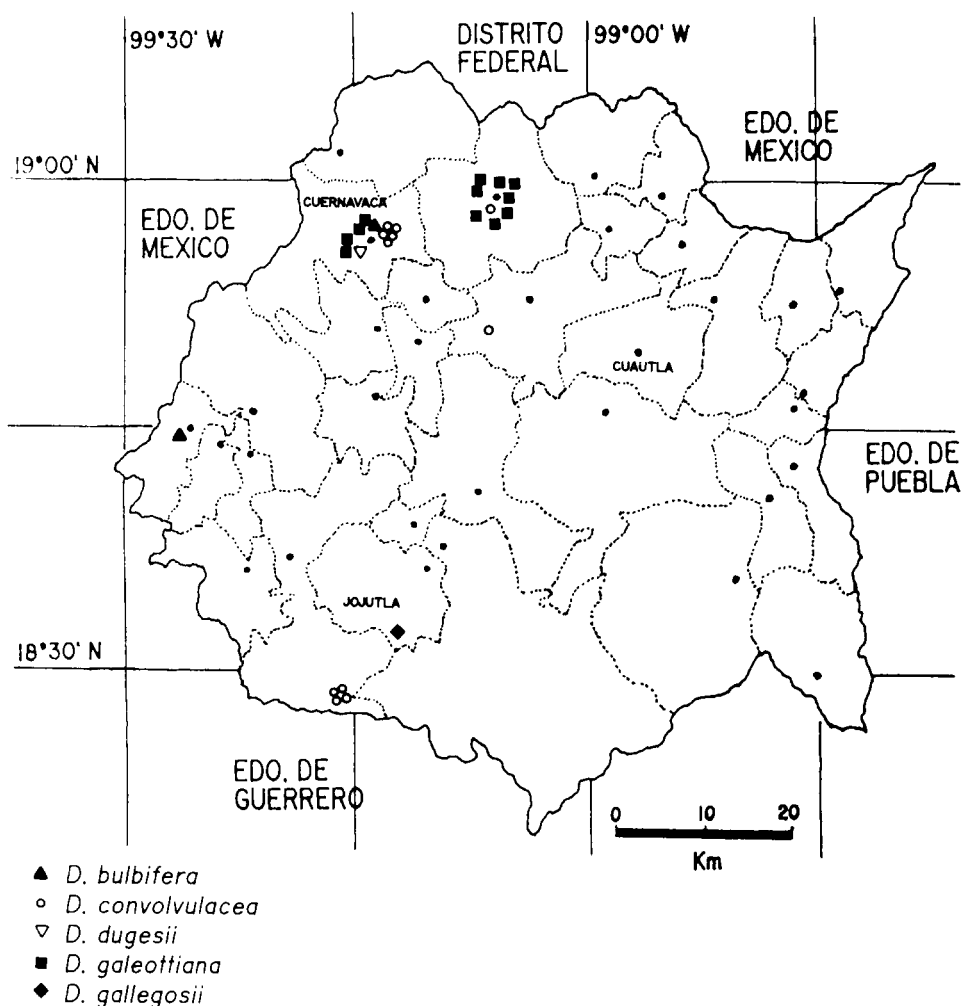 99°30' W
DISTRITO
FEDERAL
99°00' W
EDO. DE
MEXICO
19°00' N
CUERNAVACA
EDO. DE
MEXICO
CUAUTLA
EDO. DE
PUEBLA
JOJUTLA
18°30' N
EDO. DE
GUERRERO
0 10 20
Km
D. bulbifera
D. convolvulacea
D. dugesii
D. galeottiana
D. gallegosii